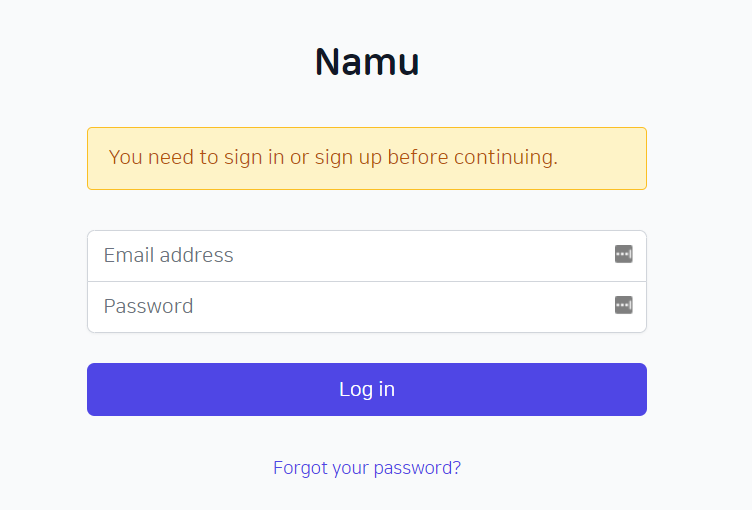 Namu
You need to sign in or sign up before continuing.
Email address
Password
Log in
Forgot your password?